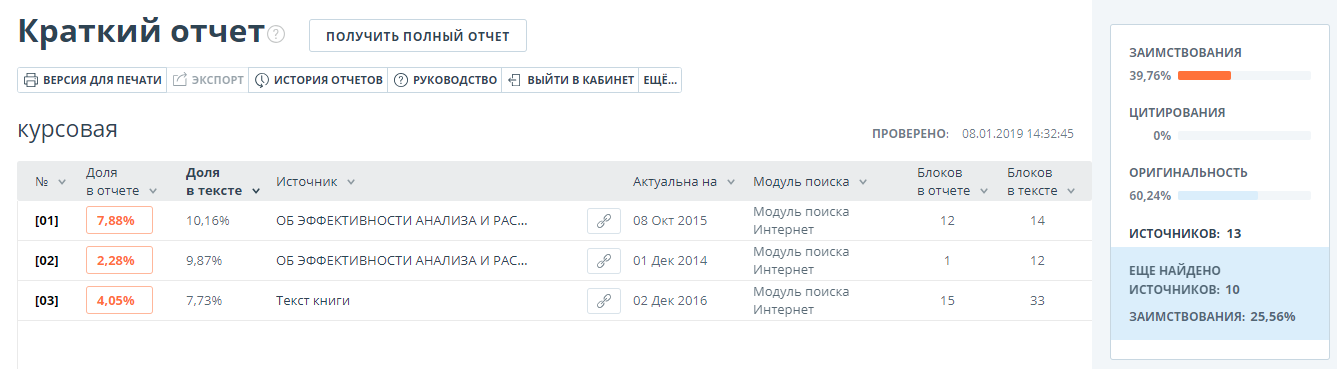 Краткий отчет ?
ПОЛУЧИТЬ ПОЛНЫЙ ОТЧЕТ
ВЕРСИЯ ДЛЯ ПЕЧАТИ ЭКСПОРТ ИСТОРИЯ ОТЧЕТОВ ? РУКОВОДСТВО ВЫЙТИ В КАБИНЕТ ЕЩЁ...
курсовая
ПРОВЕРЕНО: 08.01.2019 14:32:45
№ Доля в отчете Доля в тексте Источник Актуальна на Модуль поиска Блоков в отчете Блоков в тексте
[01] 7,88% 10,16% ОБ ЭФФЕКТИВНОСТИ АНАЛИЗА И РАС... 08 Окт 2015 Модуль поиска Интернет 12 14
[02] 2,28% 9,87% ОБ ЭФФЕКТИВНОСТИ АНАЛИЗА И РАС... 01 Дек 2014 Модуль поиска Интернет 1 12
[03] 4,05% 7,73% Текст книги 02 Дек 2016 Модуль поиска Интернет 15 33
ЗАИМСТВОВАНИЯ
39,76%
ЦИТИРОВАНИЯ
0%
ОРИГИНАЛЬНОСТЬ
60,24%
ИСТОЧНИКОВ: 13
ЕЩЕ НАЙДЕНО
ИСТОЧНИКОВ: 10
ЗАИМСТВОВАНИЯ: 25,56%